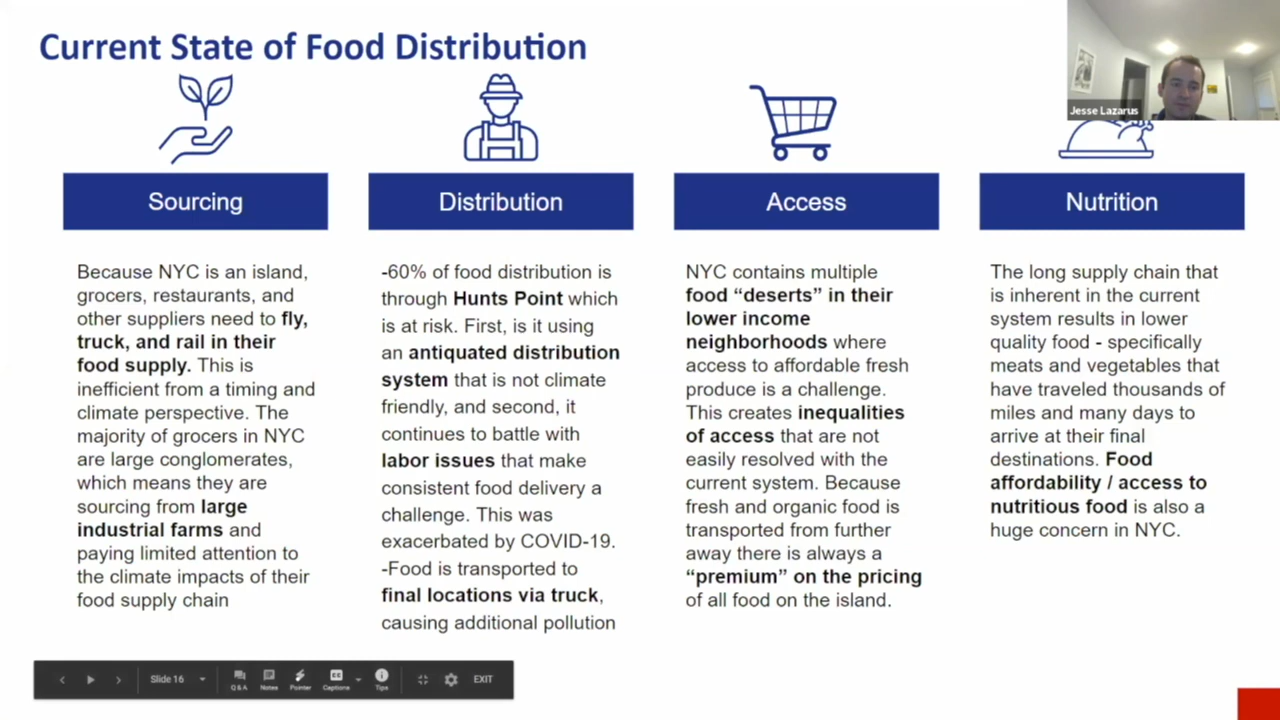 Current State of Food Distribution
Jesse Lazarus
Sourcing
Because NYC is an island,
grocers, restaurants, and
other suppliers need to fly,
truck, and rail in their
food supply. This is
inefficient from a timing and
climate perspective. The
majority of grocers in NYC
are large conglomerates,
which means they are
sourcing from large
industrial farms and
paying limited attention to
the climate impacts of their
food supply chain
Distribution
-60% of food distribution is
through Hunts Point which
is at risk. First, is it using
an antiquated distribution
system that is not climate
friendly, and second, it
continues to battle with
labor issues that make
consistent food delivery a
challenge. This was
exacerbated by COVID-19.
-Food is transported to
final locations via truck,
causing additional pollution
Access
NYC contains multiple
food “deserts” in their
lower income
neighborhoods where
access to affordable fresh
produce is a challenge.
This creates inequalities
of access that are not
easily resolved with the
current system. Because
fresh and organic food is
transported from further
away there is always a
“premium” on the pricing
of all food on the island.
Nutrition
The long supply chain that
is inherent in the current
system results in lower
quality food - specifically
meats and vegetables that
have traveled thousands of
miles and many days to
arrive at their final
destinations. Food
affordability / access to
nutritious food is also a
huge concern in NYC.
Slide 16
Q&A
Notes
Pointer
Captions
Tips
EXIT